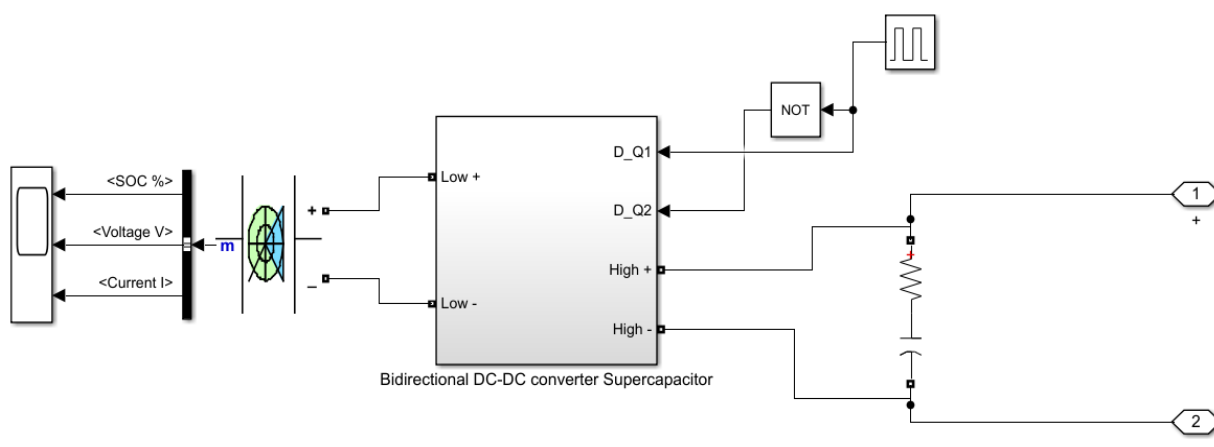 NOT
D_Q1
<SOC %>
Low +
1
+
D_Q2
+
<Voltage V>
m
High +
+
<Current I>
–
Low -
High -
Bidirectional DC-DC converter Supercapacitor
2